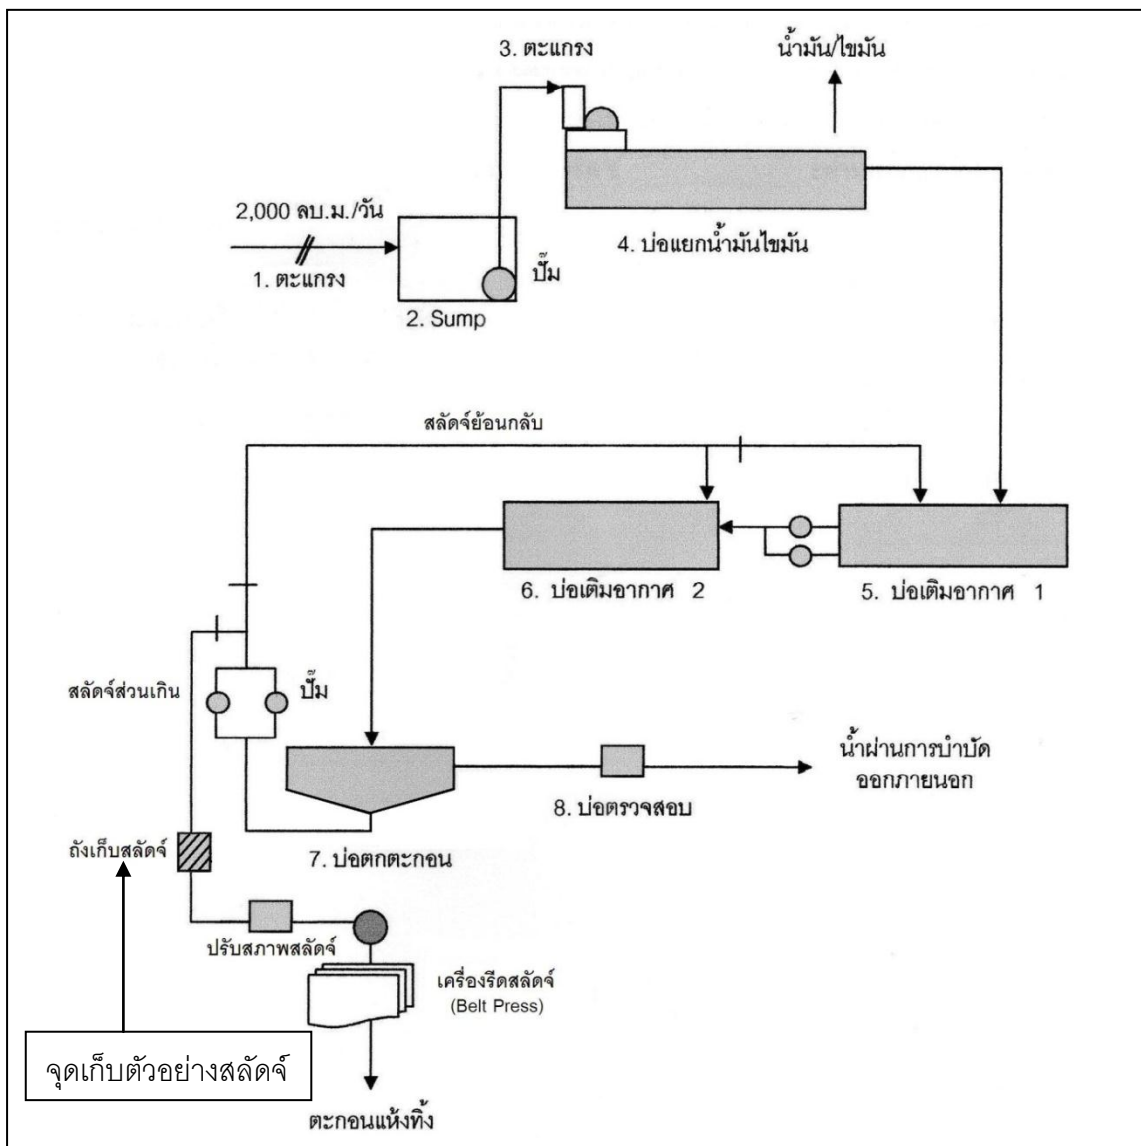 3. ตะแกรง
น้ำมัน/ไขมัน
2,000 ลบ.ม./วัน
1. ตะแกรง
ปั๊ม
2. Sump
4. บ่อแยกน้ำมันไขมัน
สลัดจ์ย้อนกลับ
6. บ่อเติมอากาศ 2
5. บ่อเติมอากาศ 1
สลัดจ์ส่วนเกิน
ปั๊ม
น้ำผ่านการบำบัด
ออกภายนอก
8. บ่อตรวจสอบ
7. บ่อตกตะกอน
ถังเก็บสลัดจ์
ปรับสภาพสลัดจ์
เครื่องรีดสลัดจ์
(Belt Press)
จุดเก็บตัวอย่างสลัดจ์
ตะกอนแห้งทิ้ง